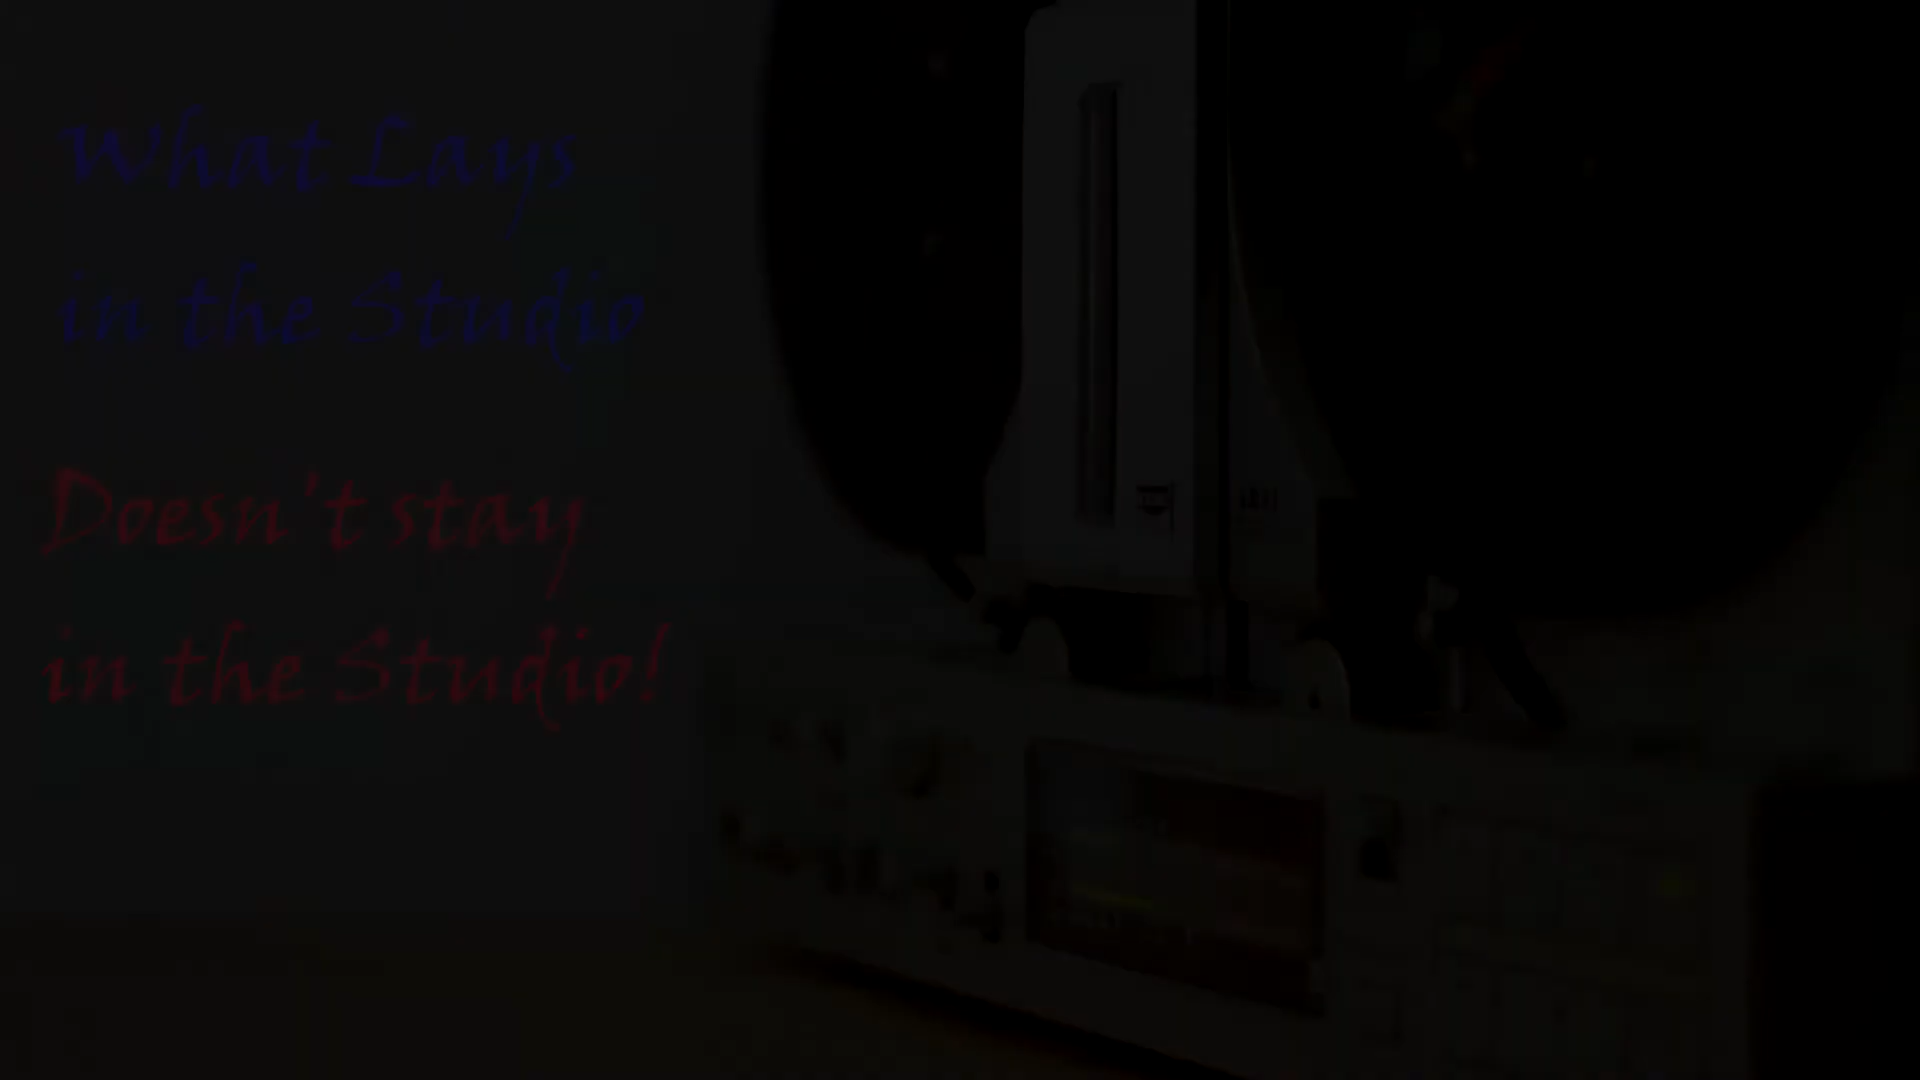 What Lays
in the Studio
Doesn't stay
in the Studio!